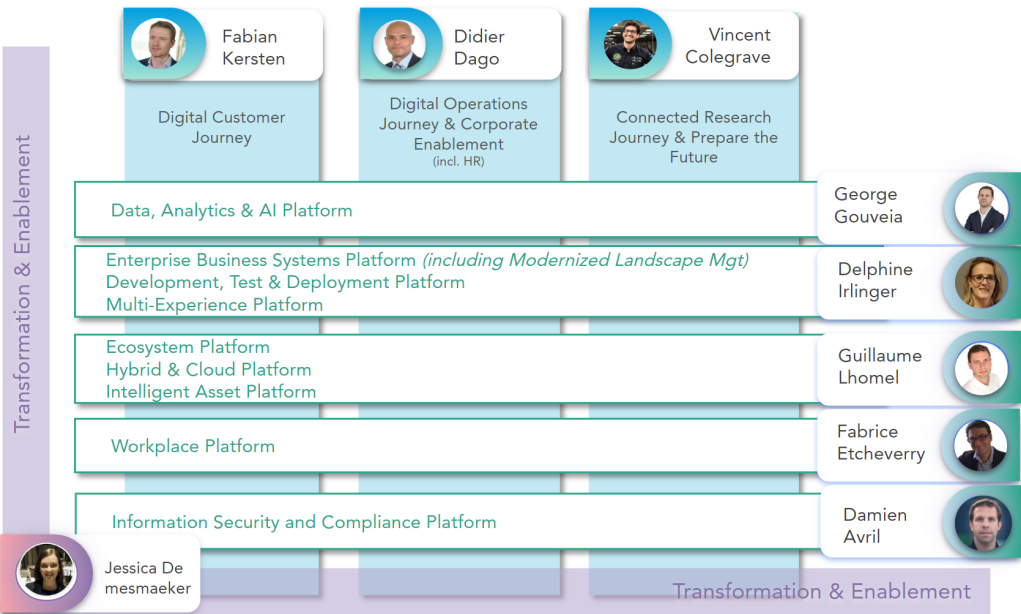 Fabian
Kersten
Didier
Dago
Vincent
Colegrave
Digital Customer
Journey
Digital Operations
Journey & Corporate
Enablement
(incl. HR)
Connected Research
Journey & Prepare the
Future
Transformation & Enablement
Data, Analytics & AI Platform
George
Gouveia
Enterprise Business Systems Platform (including Modernized Landscape Mgt)
Development, Test & Deployment Platform
Multi-Experience Platform
Delphine
Irlinger
Ecosystem Platform
Hybrid & Cloud Platform
Intelligent Asset Platform
Guillaume
Lhomel
Workplace Platform
Fabrice
Etcheverry
Information Security and Compliance Platform
Damien
Avril
Jessica De
mesmaeker
Transformation & Enablement